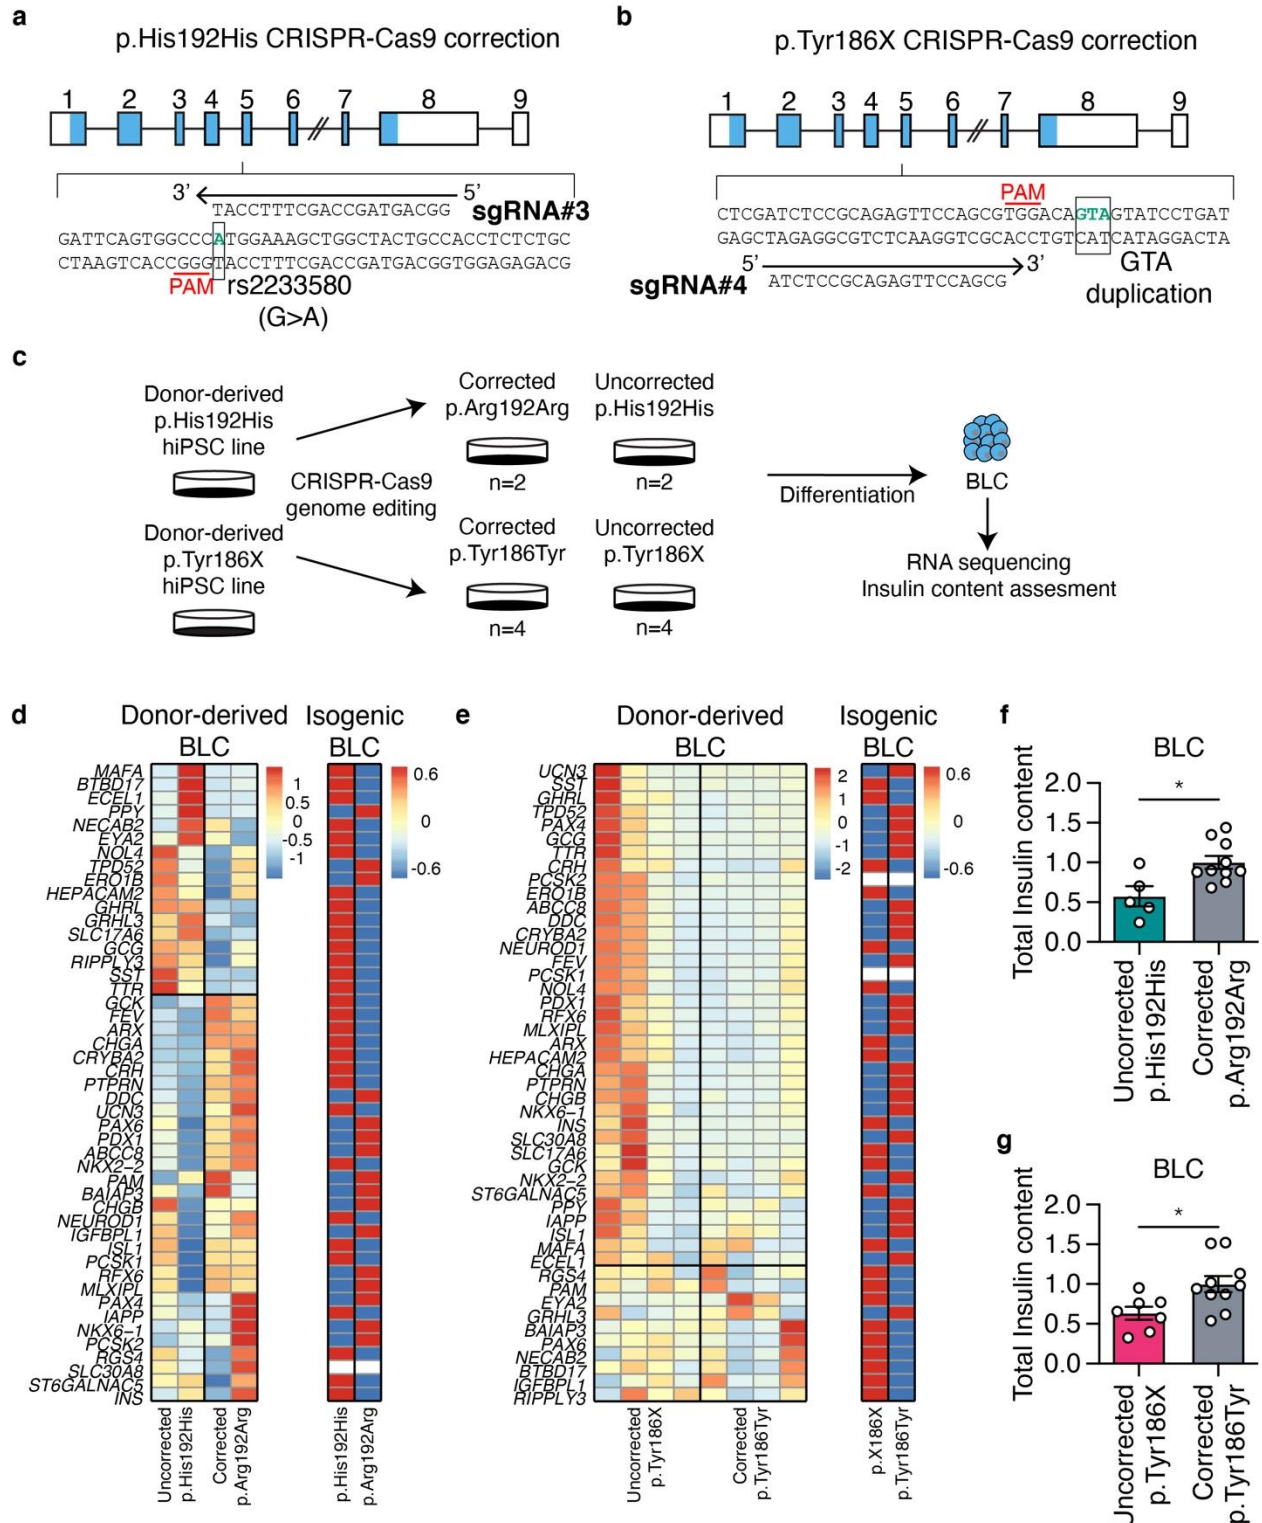 a
p.His192His CRISPR-Cas9 correction
1 2 3 4 5 6 7 8 9
3’ 5’
TACCTTTCGACCGATGACGG sgRNA#3
GATTCAGTGGCCCATGGAAAGCTGGCTACTGCCACCTCTCTGC
CTAAGTCACCGGGTACCTTTCGACCGATGACGGTGGAGAGACG
PAM rs2233580
(G>A)
b
p.Tyr186X CRISPR-Cas9 correction
1 2 3 4 5 6 7 8 9
PAM
CTCGATCTCCGCAGAGTTCCAGCGTGGACAGTAGTATCCTGAT
GAGCTAGAGGCGTCTCAAGGTCGCACCTGTCATCATAGGACTA
5’ 3’
sgRNA#4 ATCTCCGCAGAGTTCCAGCG
GTA
duplication
c
Donor-derived
p.His192His
hiPSC line
Donor-derived
p.Tyr186X
hiPSC line
CRISPR-Cas9
genome editing
Corrected
p.Arg192Arg
n=2
Uncorrected
p.His192His
n=2
Corrected
p.Tyr186Tyr
n=4
Uncorrected
p.Tyr186X
n=4
Differentiation
BLC
RNA sequencing
Insulin content assesment
d
Donor-derived Isogenic
BLC BLC
MAFA
BTBD17
ECEL1
PPY
NECAB2
EYA2
NOL4
TPD52
ERO1B
HEPACAM2
GHRL
GRHL3
SLC17A6
GCG
RIPPLY3
SST
TTR
GCK
FEV
ARX
CHGA
CRYBA2
CRH
PTPRN
DDC
UCN3
PAX6
PDX1
ABCC8
NKX2−2
PAM
BAIAP3
CHGB
NEUROD1
IGFBPL1
ISL1
PCSK1
RFX6
MLXIPL
PAX4
IAPP
NKX6−1
PCSK2
RGS4
SLC30A8
ST6GALNAC5
INS
1
0.5
0
-0.5
-1
0.6
0
-0.6
Uncorrected
p.His192His
Corrected
p.Arg192Arg
p.His192His
p.Arg192Arg
e
Donor-derived Isogenic
BLC BLC
UCN3
SST
GHRL
TPD52
PAX4
GCG
TTR
CRH
PCSK2
ERO1B
ABCC8
DDC
CRYBA2
NEUROD1
FEV
PCSK1
NOL4
PDX1
RFX6
MLXIPL
ARX
HEPACAM2
CHGA
PTPRN
CHGB
NKX6−1
INS
SLC30A8
SLC17A6
GCK
NKX2−2
ST6GALNAC5
PPY
IAPP
ISL1
MAFA
ECEL1
RGS4
PAM
EYA2
GRHL3
BAIAP3
PAX6
NECAB2
BTBD17
IGFBPL1
RIPPLY3
2
1
0
-1
-2
0.6
0
-0.6
Uncorrected
p.Tyr186X
Corrected
p.Tyr186Tyr
p.X186X
p.Tyr186Tyr
f
BLC
Total Insulin content
2.0
1.5
1.0
0.5
0.0
*
Uncorrected
p.His192His
Corrected
p.Arg192Arg
g
BLC
Total Insulin content
2.0
1.5
1.0
0.5
0.0
*
Uncorrected
p.Tyr186X
Corrected
p.Tyr186Tyr